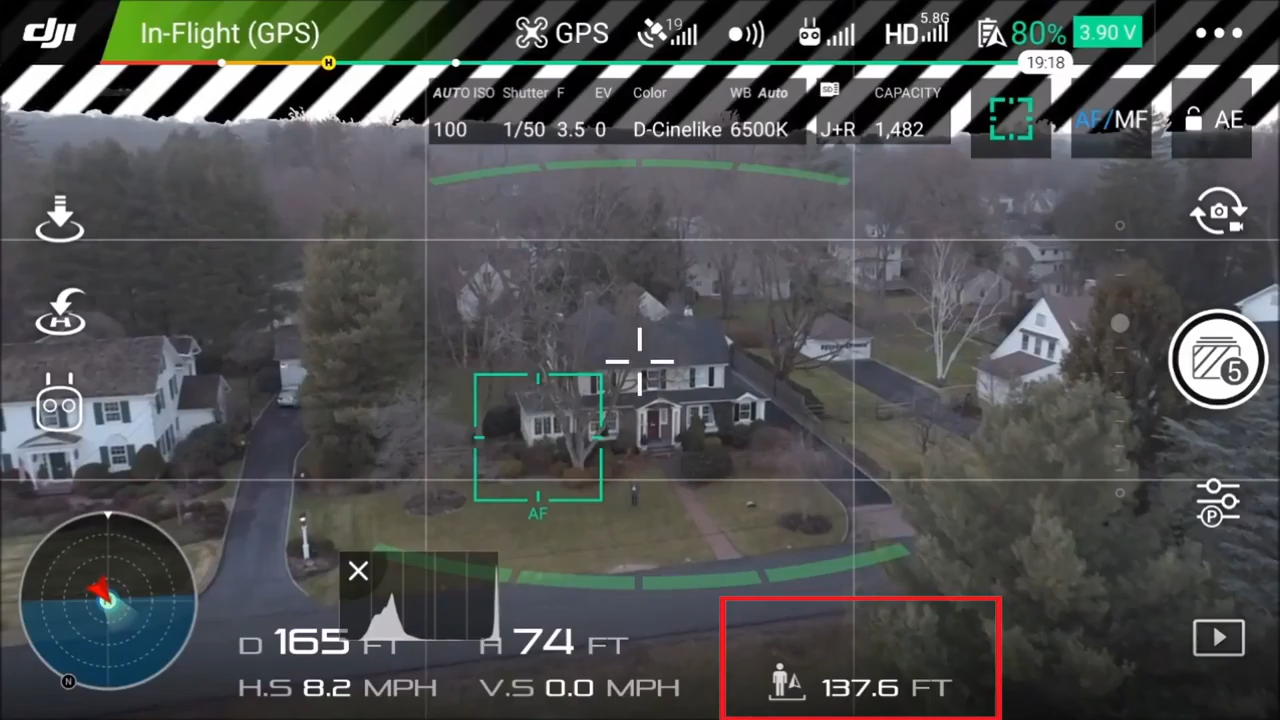 dji In-Flight (GPS) GPS 19 HD 5.8G 80% 3.90 V
H 19:18
AUTO ISO Shutter F EV Color WB Auto SD CAPACITY
100 1/50 3.5 0 D-Cinelike 6500K J+R 1,482 AF/MF AE
5
AF
P
D 165 FT H 74 FT
N H.S 8.2 MPH V.S 0.0 MPH 137.6 FT